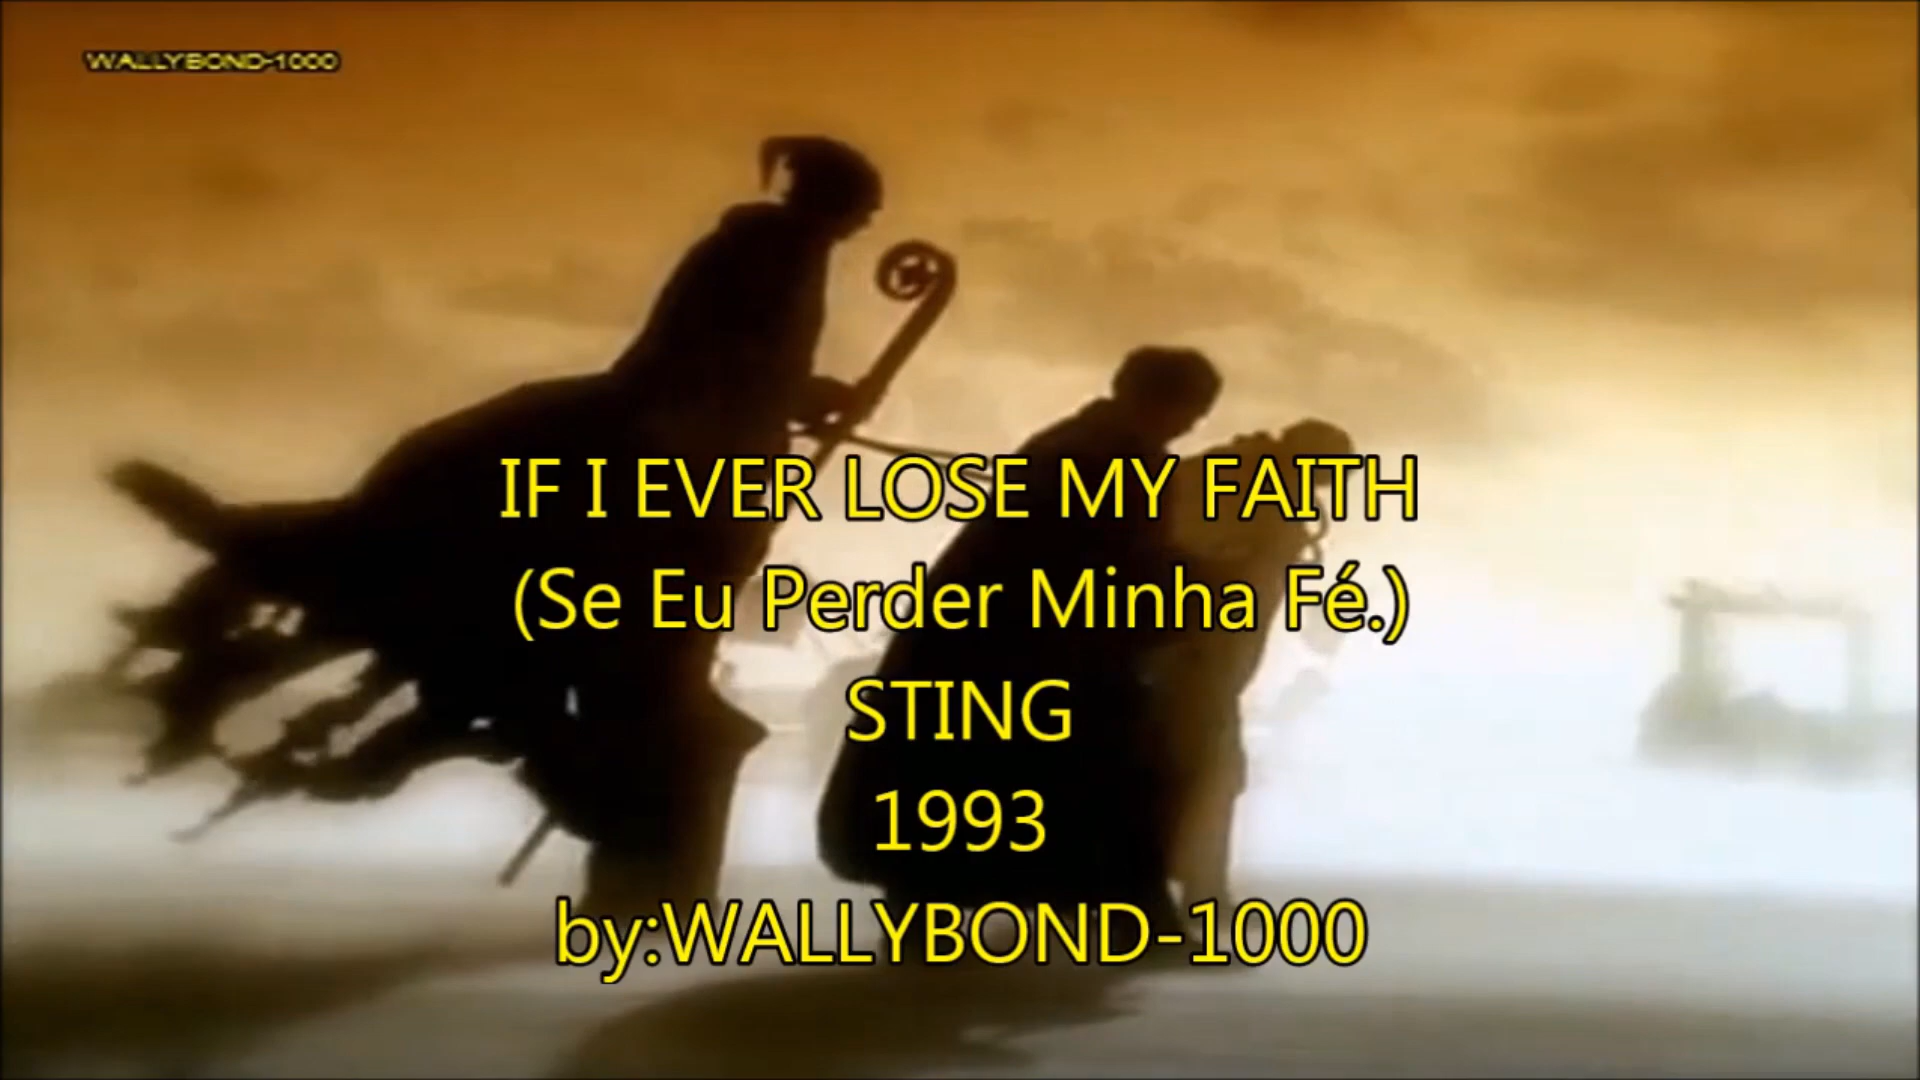 WALLYBOND-1000
IF I EVER LOSE MY FAITH
(Se Eu Perder Minha Fé.)
STING
1993
by:WALLYBOND-1000